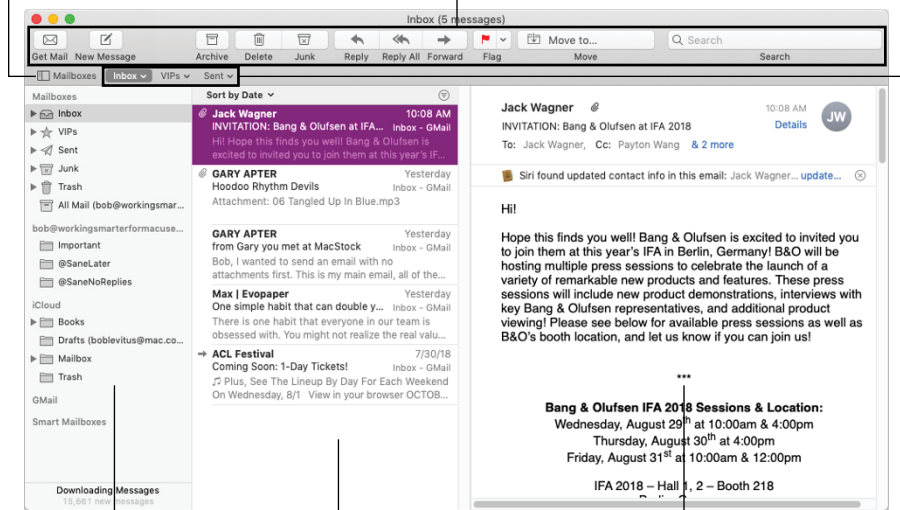 Inbox (5 messages)
Get Mail New Message Archive Delete Junk Reply Reply All Forward Flag Move to... Move Search Search
Mailboxes Inbox VIPs Sent
Mailboxes
Inbox
VIPs
Sent
Junk
Trash
All Mail (bob@workingsmar...
bob@workingsmarterformacuse...
Important
@SaneLater
@SaneNoReplies
iCloud
Books
Drafts (boblevitus@mac.co...
Mailbox
Trash
GMail
Smart Mailboxes
Downloading Messages
15,661 new messages
Sort by Date
Jack Wagner 10:08 AM
INVITATION: Bang & Olufsen at IFA... Inbox - GMail
Hi! Hope this finds you well! Bang & Olufsen is
excited to invited you to join them at this year's IF...
GARY APTER Yesterday
Hoodoo Rhythm Devils Inbox - GMail
Attachment: 06 Tangled Up In Blue.mp3
GARY APTER Yesterday
from Gary you met at MacStock Inbox - GMail
Bob, I wanted to send an email with no
attachments first. This is my main email, all of the...
Max | Evopaper Yesterday
One simple habit that can double y... Inbox - GMail
There is one habit that everyone in our team is
obsessed with. You might not realize the real valu...
ACL Festival 7/30/18
Coming Soon: 1-Day Tickets! Inbox - GMail
🎵 Plus, See The Lineup By Day For Each Weekend
On Wednesday, 8/1 View in your browser OCTOB...
Jack Wagner 10:08 AM
JW
INVITATION: Bang & Olufsen at IFA 2018 Details
To: Jack Wagner, Cc: Payton Wang & 2 more
Siri found updated contact info in this email: Jack Wagner... update...
Hi!
Hope this finds you well! Bang & Olufsen is excited to invited you
to join them at this year's IFA in Berlin, Germany! B&O will be
hosting multiple press sessions to celebrate the launch of a
variety of remarkable new products and features. These press
sessions will include new product demonstrations, interviews with
key Bang & Olufsen representatives, and additional product
viewing! Please see below for available press sessions as well as
B&O's booth location, and let us know if you can join us!
***
Bang & Olufsen IFA 2018 Sessions & Location:
Wednesday, August 29th at 10:00am & 4:00pm
Thursday, August 30th at 4:00pm
Friday, August 31st at 10:00am & 12:00pm
IFA 2018 – Hall 1, 2 – Booth 218